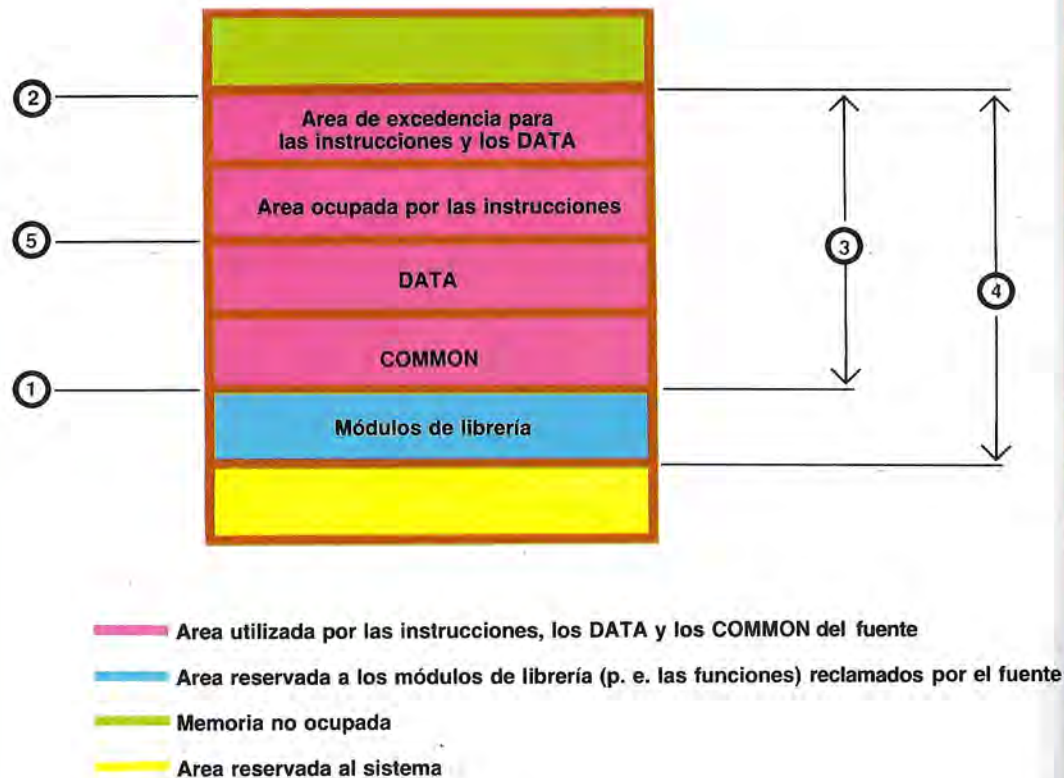 2
Area de excedencia para
las instrucciones y los DATA
Area ocupada por las instrucciones
5
3
DATA
4
COMMON
1
Módulos de librería
Area utilizada por las instrucciones, los DATA y los COMMON del fuente
Area reservada a los módulos de librería (p. e. las funciones) reclamados por el fuente
Memoria no ocupada
Area reservada al sistema